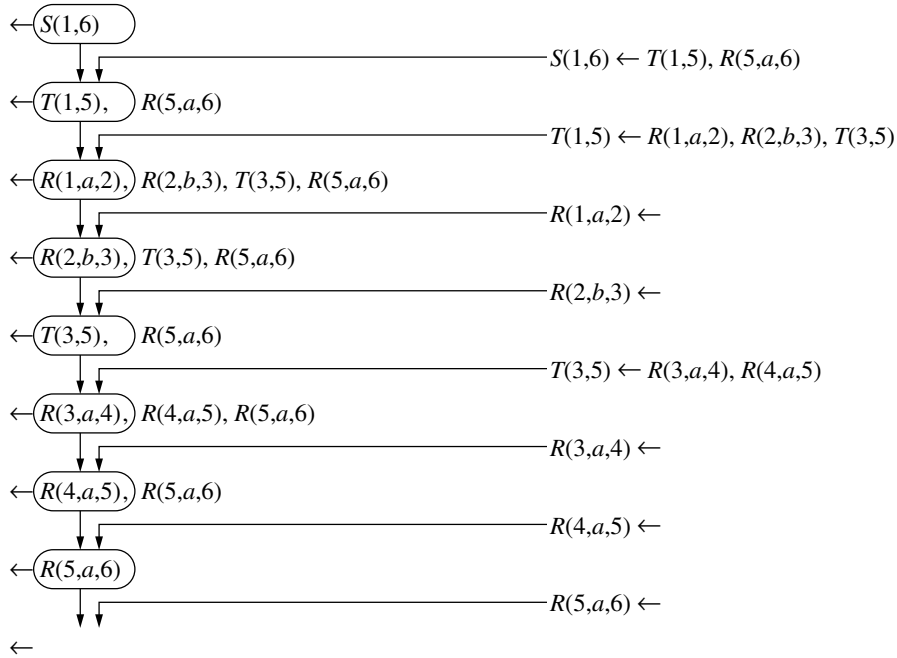 ← S(1,6)
S(1,6) ← T(1,5), R(5,a,6)
← T(1,5), R(5,a,6)
T(1,5) ← R(1,a,2), R(2,b,3), T(3,5)
← R(1,a,2), R(2,b,3), T(3,5), R(5,a,6)
R(1,a,2) ←
← R(2,b,3), T(3,5), R(5,a,6)
R(2,b,3) ←
← T(3,5), R(5,a,6)
T(3,5) ← R(3,a,4), R(4,a,5)
← R(3,a,4), R(4,a,5), R(5,a,6)
R(3,a,4) ←
← R(4,a,5), R(5,a,6)
R(4,a,5) ←
← R(5,a,6)
R(5,a,6) ←
←